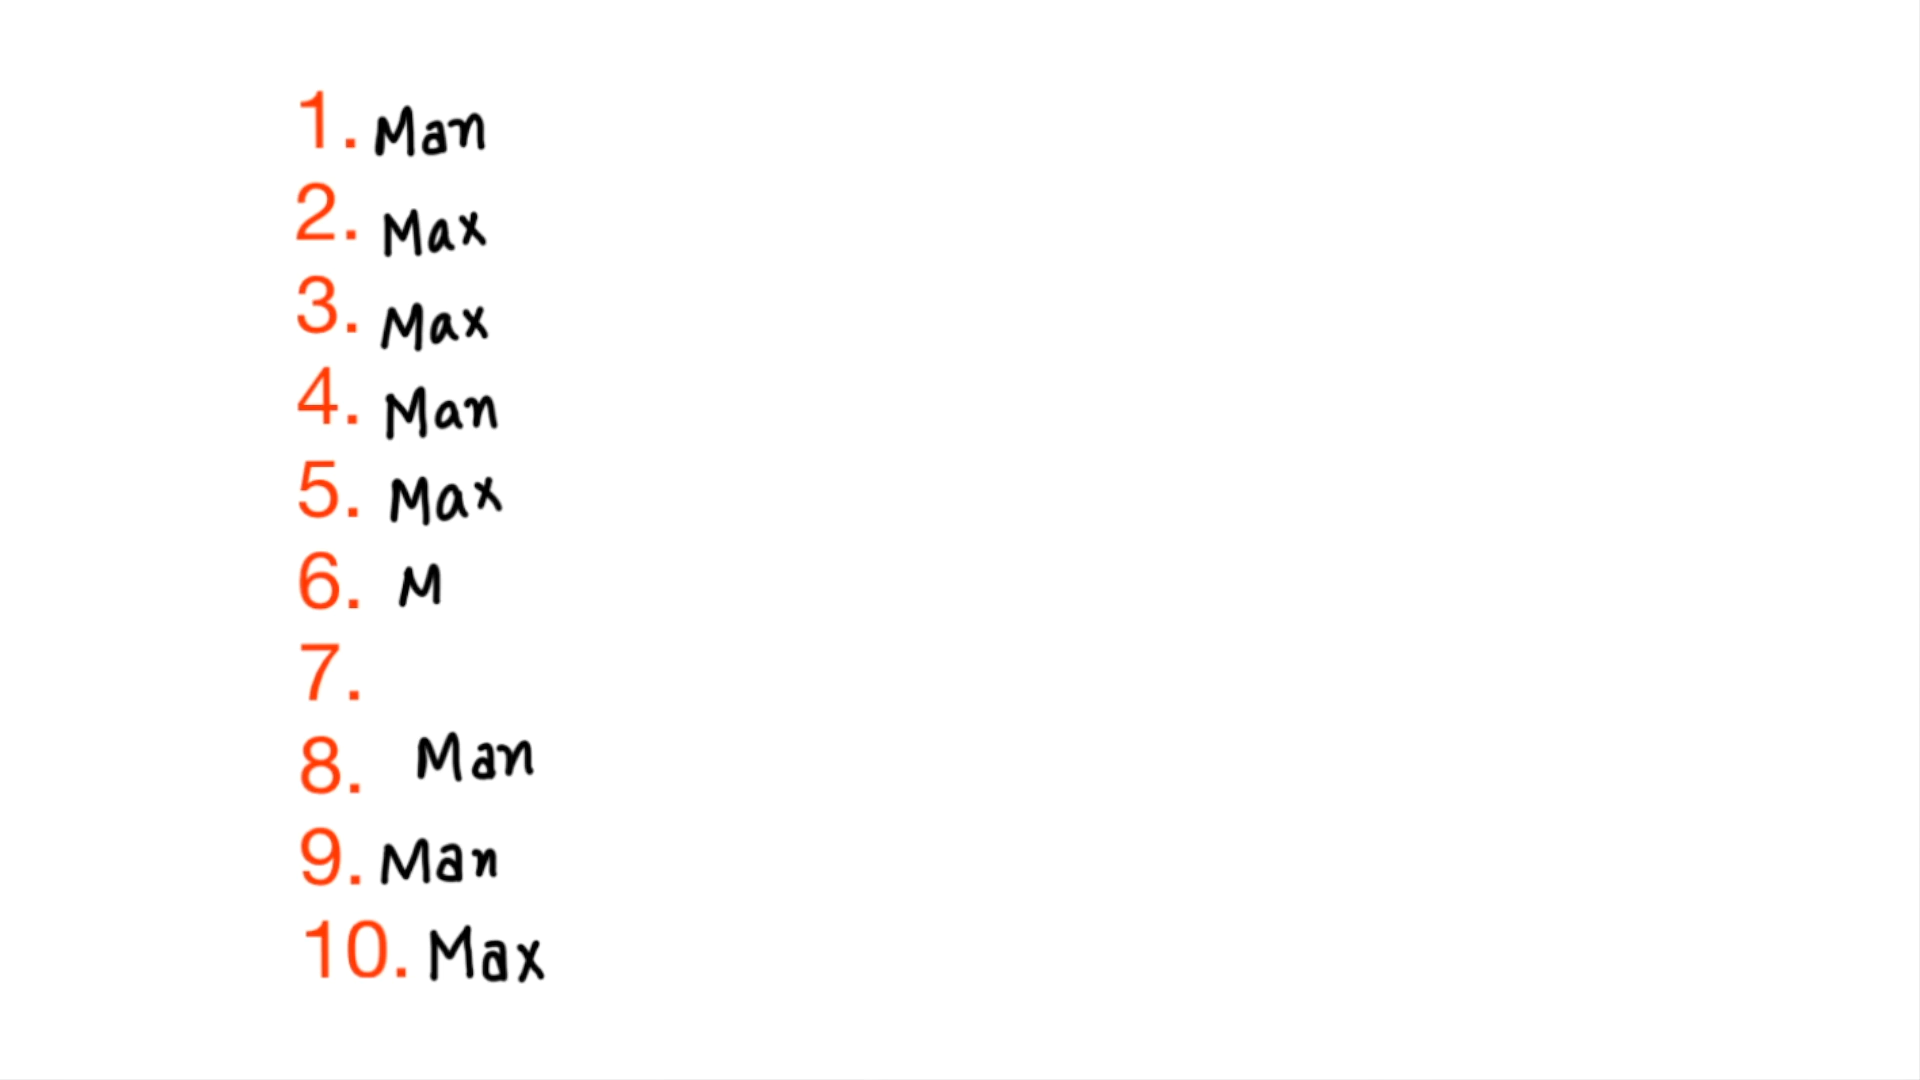 1. Man
2. Max
3. Max
4. Man
5. Max
6. M
7.
8. Man
9. Man
10. Max